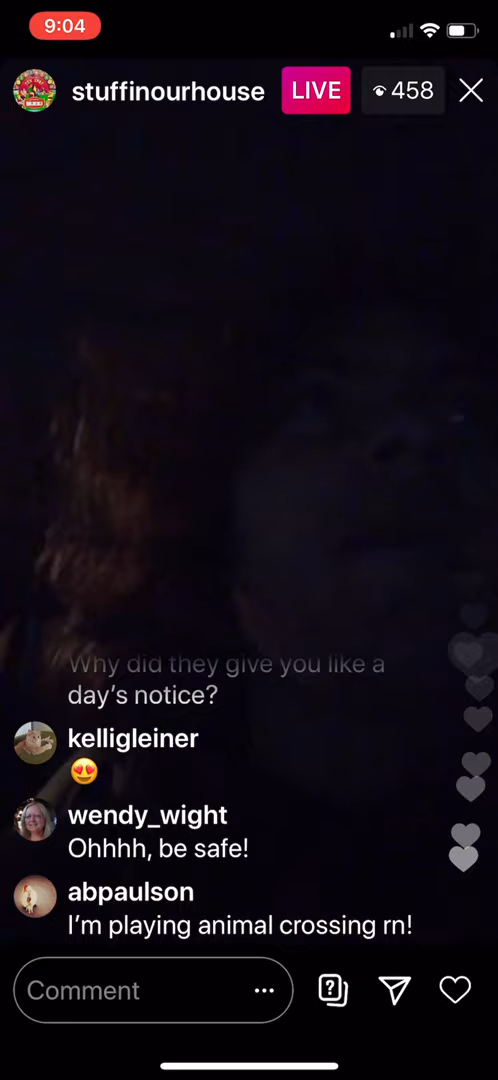 9:04
stuffinourhouse LIVE 458
Why did they give you like a
day's notice?
kelligleiner
😍
wendy_wight
Ohhhh, be safe!
abpaulson
I'm playing animal crossing rn!
Comment